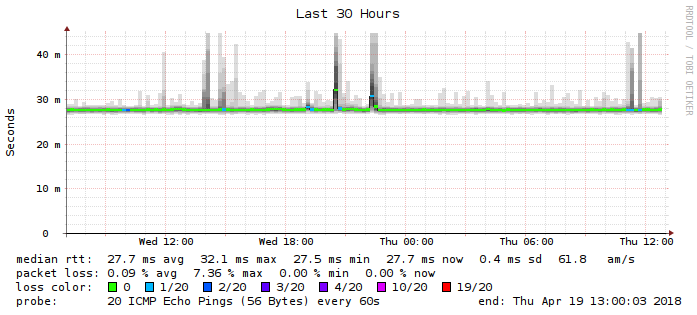 Last 30 Hours
RRDTOOL / TOBI OETIKER
Seconds
40 m
30 m
20 m
10 m
0
Wed 12:00 Wed 18:00 Thu 00:00 Thu 06:00 Thu 12:00
median rtt: 27.7 ms avg 32.1 ms max 27.5 ms min 27.7 ms now 0.4 ms sd 61.8 am/s
packet loss: 0.09 % avg 7.36 % max 0.00 % min 0.00 % now
loss color: 0 1/20 2/20 3/20 4/20 10/20 19/20
probe: 20 ICMP Echo Pings (56 Bytes) every 60s end: Thu Apr 19 13:00:03 2018